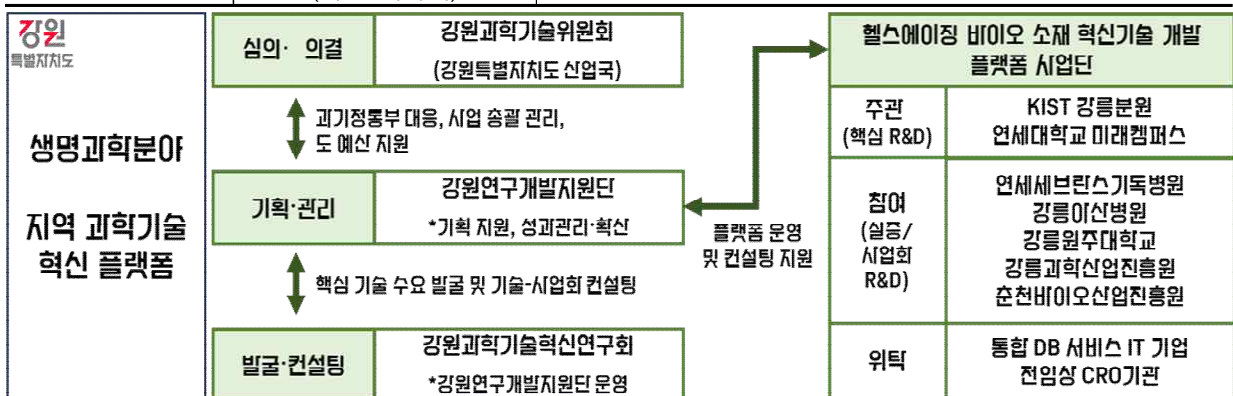 강원
특별자치도
생명과학분야
지역 과학기술
혁신 플랫폼
심의· 의결
강원과학기술위원회
(강원특별자치도 산업국)
과기정통부 대응, 사업 총괄 관리,
도 예산 지원
기획·관리
강원연구개발지원단
*기획 지원, 성과관리·확산
핵심 기술 수요 발굴 및 기술-사업화 컨설팅
발굴·컨설팅
강원과학기술혁신연구회
*강원연구개발지원단 운영
플랫폼 운영
및 컨설팅 지원
헬스에이징 바이오 소재 혁신기술 개발
플랫폼 사업단
주관
(핵심 R&D)
KIST 강릉분원
연세대학교 미래캠퍼스
참여
(실증/
사업화
R&D)
연세세브란스기독병원
강릉아산병원
강릉원주대학교
강릉과학산업진흥원
춘천바이오산업진흥원
위탁
통합 DB 서비스 IT 기업
전임상 CRO기관